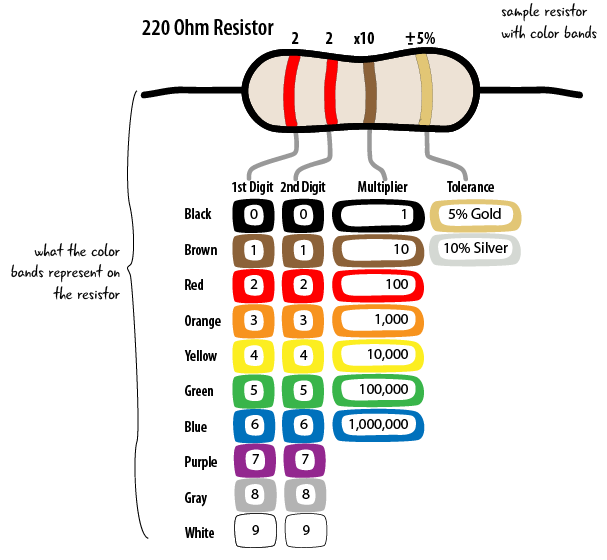 220 Ohm Resistor
sample resistor
with color bands
2 2 x10 ±5%
1st Digit 2nd Digit Multiplier Tolerance
Black 0 0 1 5% Gold
what the color
bands represent on
the resistor
Brown 1 1 10 10% Silver
Red 2 2 100
Orange 3 3 1,000
Yellow 4 4 10,000
Green 5 5 100,000
Blue 6 6 1,000,000
Purple 7 7
Gray 8 8
White 9 9